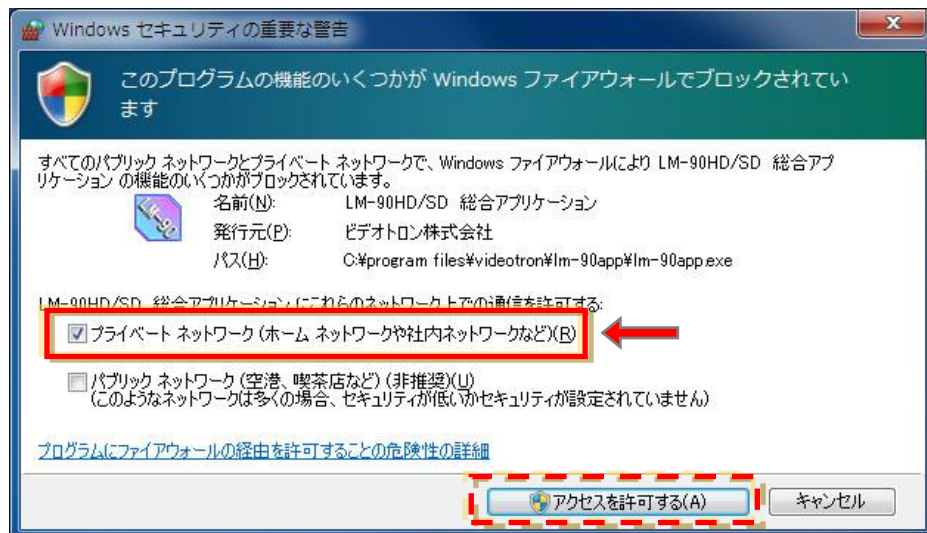 Windows セキュリティの重要な警告
このプログラムの機能のいくつかが Windows ファイアウォールでブロックされてい
ます
すべてのパブリック ネットワークとプライベート ネットワークで、Windows ファイアウォールにより LM-90HD/SD 総合アプ
リケーション の機能のいくつかがブロックされています。
LM-90
名前(N): LM-90HD/SD 総合アプリケーション
発行元(P): ビデオトロン株式会社
パス(H): C:¥program files¥videotron¥lm-90app¥lm-90app.exe
LM-90HD/SD 総合アプリケーション にこれらのネットワーク上での通信を許可する:
プライベート ネットワーク (ホーム ネットワークや社内ネットワークなど)(R)
パブリック ネットワーク (空港、喫茶店など) (非推奨)(U)
(このようなネットワークは多くの場合、セキュリティが低いかセキュリティが設定されていません)
プログラムにファイアウォールの経由を許可することの危険性の詳細
アクセスを許可する(A) キャンセル